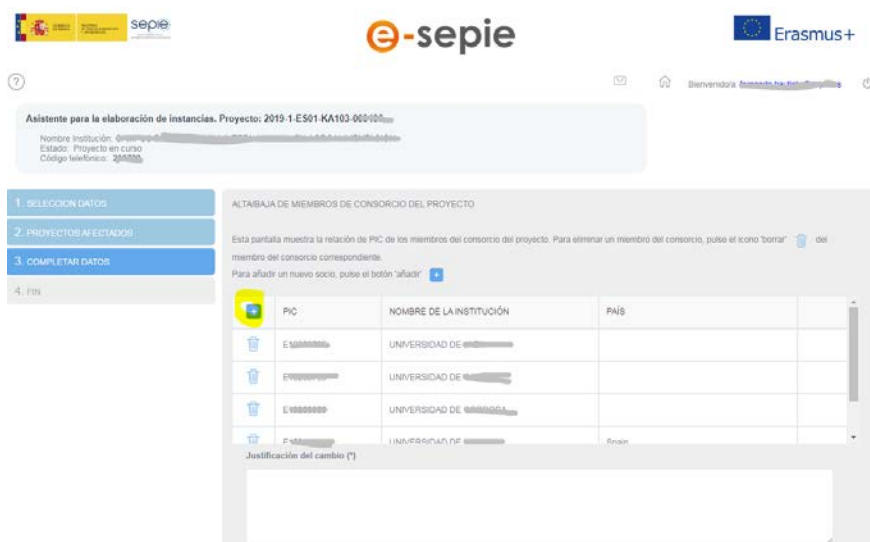 sepie
e-sepie
Erasmus+
?
Bienvenido/a
Asistente para la elaboración de instancias. Proyecto: 2019-1-ES01-KA103-
Nombre Institución:
Estado: Proyecto en curso
Código telefónico:
1. SELECCION DATOS
2. PROYECTOS AFECTADOS
3. COMPLETAR DATOS
4. FIN
ALTA/BAJA DE MIEMBROS DE CONSORCIO DEL PROYECTO
Esta pantalla muestra la relación de PIC de los miembros del consorcio del proyecto. Para eliminar un miembro del consorcio, pulse el icono 'borrar' del
miembro del consorcio correspondiente.
Para añadir un nuevo socio, pulse el botón 'añadir' +
+ PIC NOMBRE DE LA INSTITUCIÓN PAÍS
UNIVERSIDAD DE
UNIVERSIDAD DE
UNIVERSIDAD DE
UNIVERSIDAD DE Spain
Justificación del cambio (*)